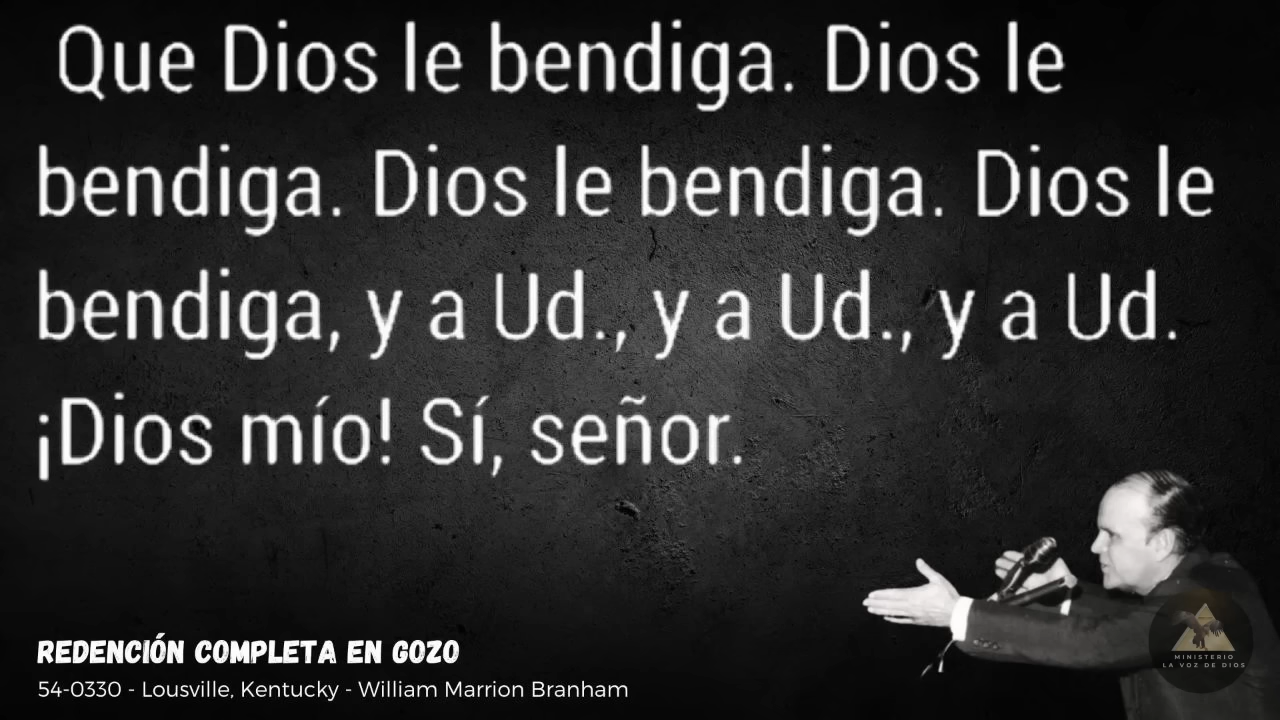 Que Dios le bendiga. Dios le
bendiga. Dios le bendiga. Dios le
bendiga, y a Ud., y a Ud., y a Ud.
¡Dios mío! Sí, señor.
REDENCIÓN COMPLETA EN GOZO
54-0330 - Lousville, Kentucky - William Marrion Branham
MINISTERIO
LA VOZ DE DIOS